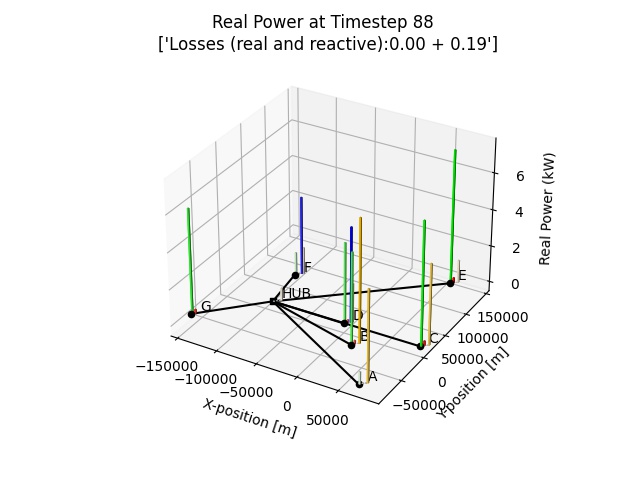 Real Power at Timestep 88
['Losses (real and reactive):0.00 + 0.19']
6
4
2
0
Real Power (kW)
F
E
HUB
G
D
B
C
A
150000
100000
50000
0
−50000
Y-position [m]
−150000
−100000
−50000
0
50000
X-position [m]